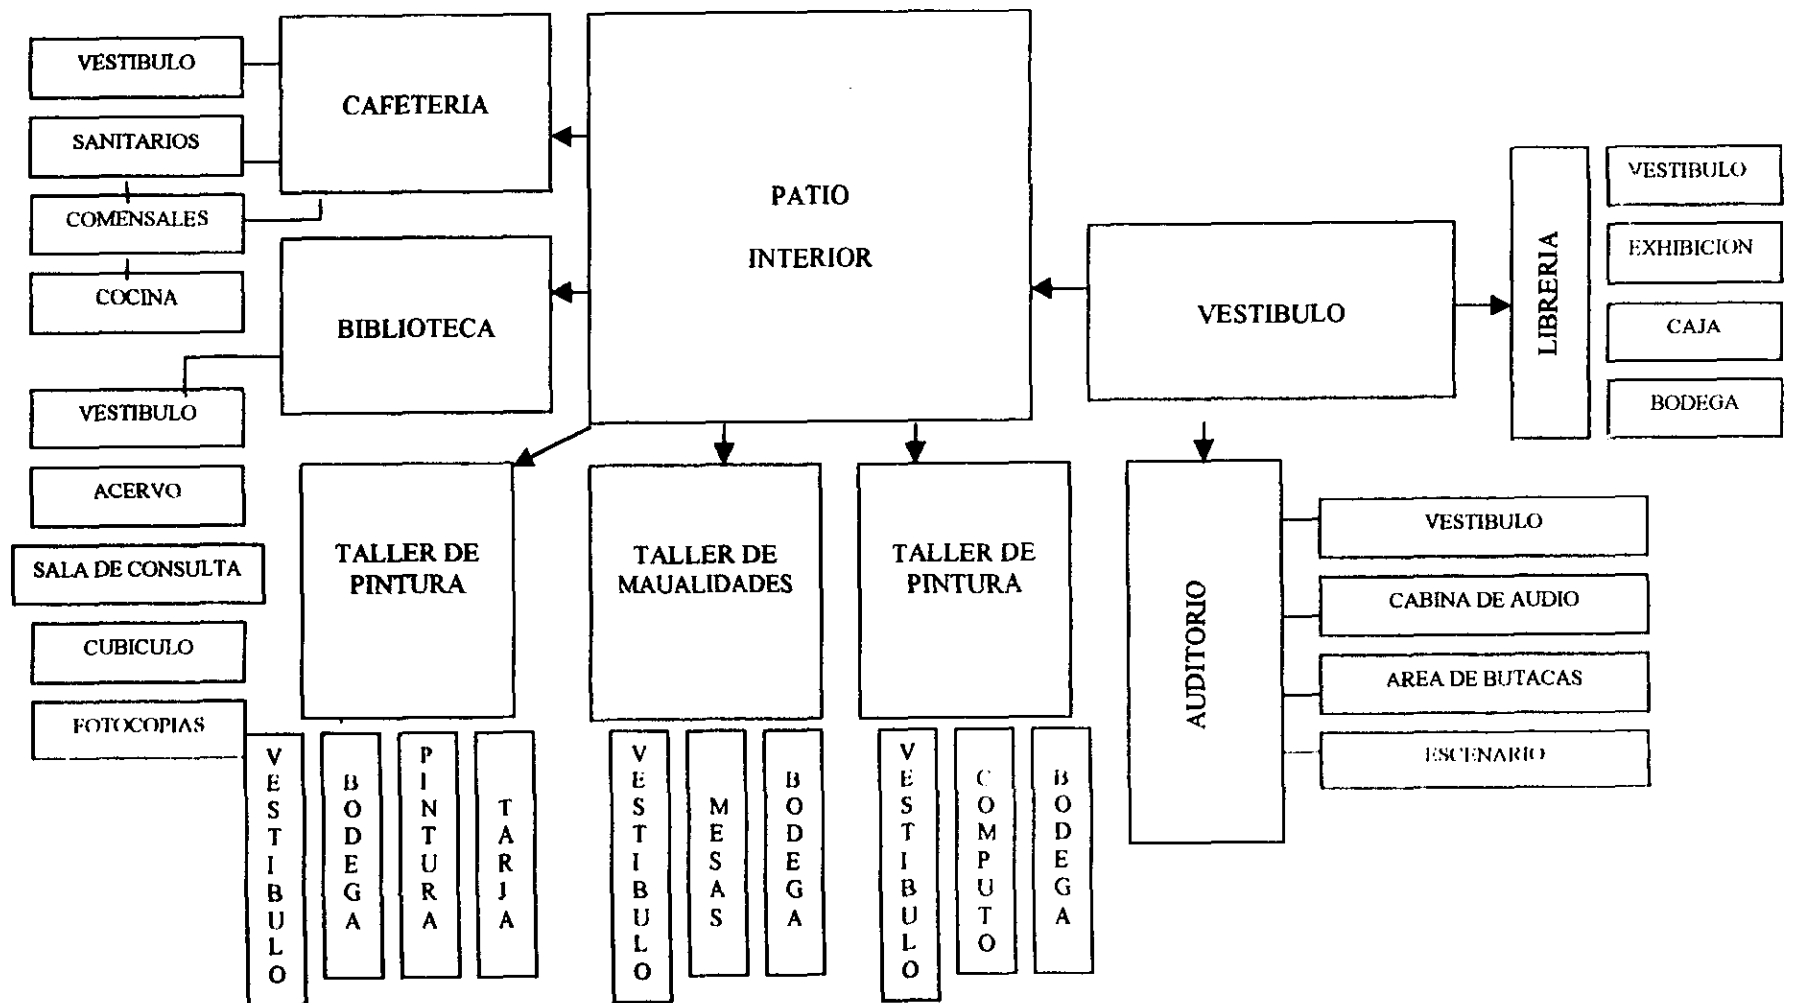 VESTIBULO
SANITARIOS
COMENSALES
COCINA
CAFETERIA
BIBLIOTECA
VESTIBULO
ACERVO
SALA DE CONSULTA
CUBICULO
FOTOCOPIAS
PATIO
INTERIOR
VESTIBULO
LIBRERIA
VESTIBULO
EXHIBICION
CAJA
BODEGA
TALLER DE
PINTURA
VESTIBULO
BODEGA
PINTURA
TARJA
TALLER DE
MAUALIDADES
VESTIBULO
MESAS
BODEGA
TALLER DE
PINTURA
VESTIBULO
COMPUTO
BODEGA
AUDITORIO
VESTIBULO
CABINA DE AUDIO
AREA DE BUTACAS
ESCENARIO